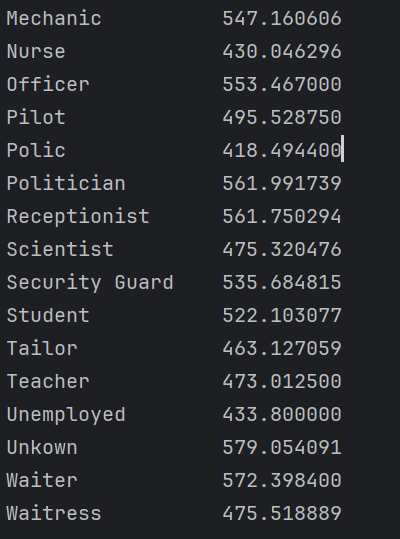 Mechanic 547.160606
Nurse 430.046296
Officer 553.467000
Pilot 495.528750
Polic 418.494400
Politician 561.991739
Receptionist 561.750294
Scientist 475.320476
Security Guard 535.684815
Student 522.103077
Tailor 463.127059
Teacher 473.012500
Unemployed 433.800000
Unkown 579.054091
Waiter 572.398400
Waitress 475.518889